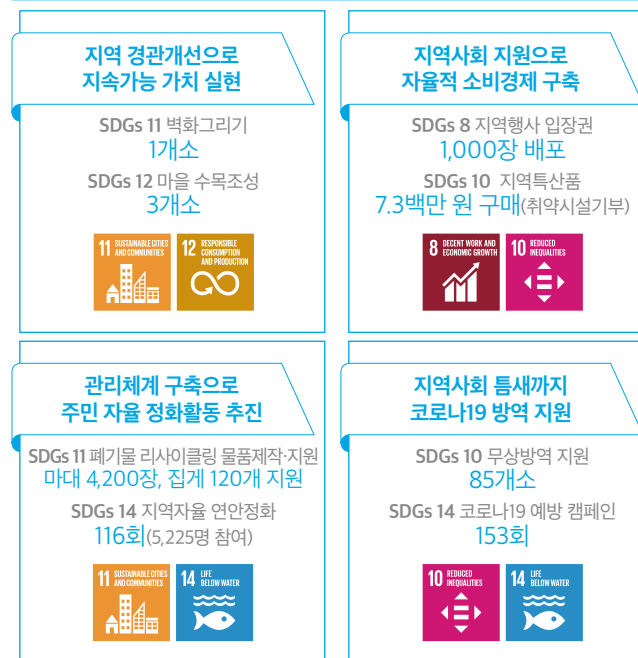 지역 경관개선으로
지속가능 가치 실현
SDGs 11 벽화그리기
1개소
SDGs 12 마을 수목조성
3개소
11 SUSTAINABLE CITIES
AND COMMUNITIES
12 RESPONSIBLE
CONSUMPTION
AND PRODUCTION
지역사회 지원으로
자율적 소비경제 구축
SDGs 8 지역행사 입장권
1,000장 배포
SDGs 10 지역특산품
7.3백만 원 구매(취약시설기부)
8 DECENT WORK AND
ECONOMIC GROWTH
10 REDUCED
INEQUALITIES
관리체계 구축으로
주민 자율 정화활동 추진
SDGs 11 폐기물 리사이클링 물품제작·지원
마대 4,200장, 집게 120개 지원
SDGs 14 지역자율 연안정화
116회(5,225명 참여)
11 SUSTAINABLE CITIES
AND COMMUNITIES
14 LIFE
BELOW WATER
지역사회 틈새까지
코로나19 방역 지원
SDGs 10 무상방역 지원
85개소
SDGs 14 코로나19 예방 캠페인
153회
10 REDUCED
INEQUALITIES
14 LIFE
BELOW WATER